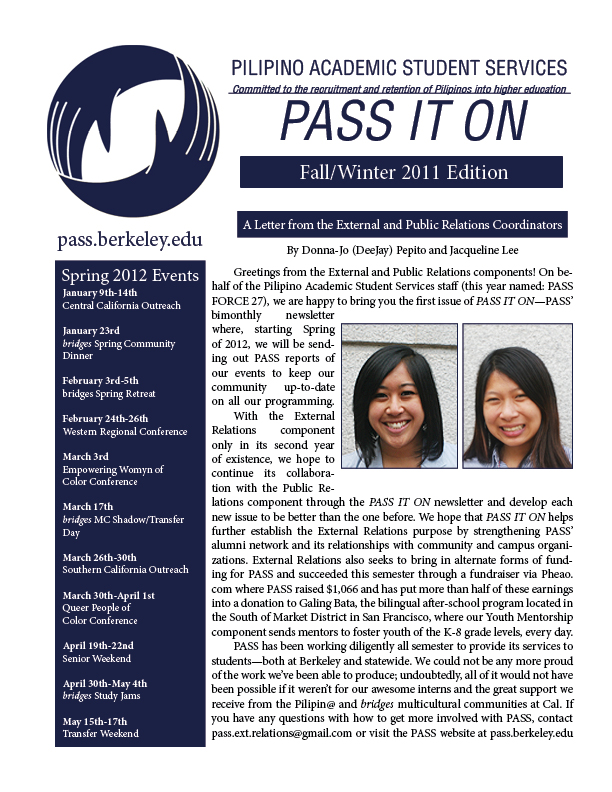 PILIPINO ACADEMIC STUDENT SERVICES
Committed to the recruitment and retention of Pilipinos into higher education
PASS IT ON
Fall/Winter 2011 Edition
pass.berkeley.edu
Spring 2012 Events
January 9th-14th
Central California Outreach
January 23rd
bridges Spring Community
Dinner
February 3rd-5th
bridges Spring Retreat
February 24th-26th
Western Regional Conference
March 3rd
Empowering Womyn of
Color Conference
March 17th
bridges MC Shadow/Transfer
Day
March 26th-30th
Southern California Outreach
March 30th-April 1st
Queer People of
Color Conference
April 19th-22nd
Senior Weekend
April 30th-May 4th
bridges Study Jams
May 15th-17th
Transfer Weekend
A Letter from the External and Public Relations Coordinators
By Donna-Jo (DeeJay) Pepito and Jacqueline Lee
Greetings from the External and Public Relations components! On be-
half of the Pilipino Academic Student Services staff (this year named: PASS
FORCE 27), we are happy to bring you the first issue of PASS IT ON—PASS’
bimonthly newsletter
where, starting Spring
of 2012, we will be send-
ing out PASS reports of
our events to keep our
community up-to-date
on all our programming.
With the External
Relations component
only in its second year
of existence, we hope to
continue its collabora-
tion with the Public Re-
lations component through the PASS IT ON newsletter and develop each
new issue to be better than the one before. We hope that PASS IT ON helps
further establish the External Relations purpose by strengthening PASS’
alumni network and its relationships with community and campus organi-
zations. External Relations also seeks to bring in alternate forms of fund-
ing for PASS and succeeded this semester through a fundraiser via Pheao.
com where PASS raised $1,066 and has put more than half of these earnings
into a donation to Galing Bata, the bilingual after-school program located in
the South of Market District in San Francisco, where our Youth Mentorship
component sends mentors to foster youth of the K-8 grade levels, every day.
PASS has been working diligently all semester to provide its services to
students—both at Berkeley and statewide. We could not be any more proud
of the work we’ve been able to produce; undoubtedly, all of it would not have
been possible if it weren’t for our awesome interns and the great support we
receive from the Pilipin@ and bridges multicultural communities at Cal. If
you have any questions with how to get more involved with PASS, contact
pass.ext.relations@gmail.com or visit the PASS website at pass.berkeley.edu